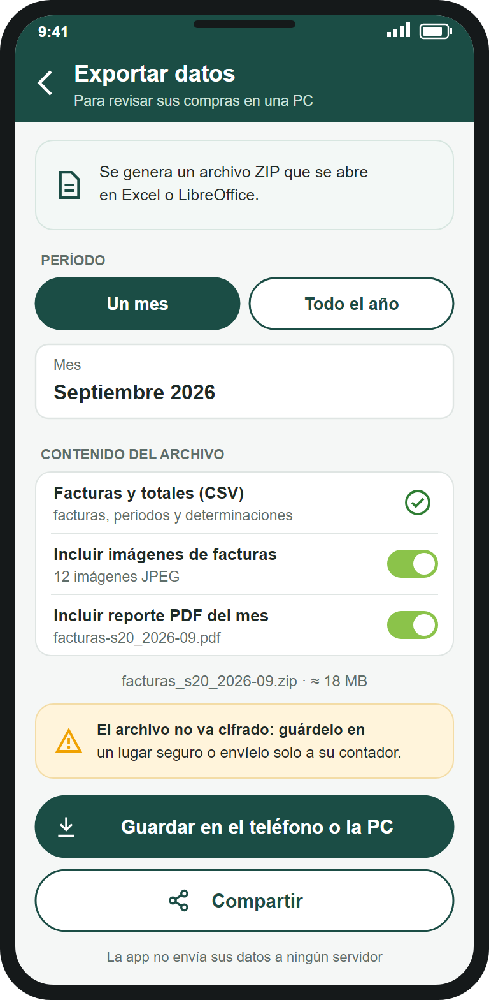 9:41
Exportar datos
Para revisar sus compras en una PC
Se genera un archivo ZIP que se abre
en Excel o LibreOffice.
PERÍODO
Un mes
Todo el año
Mes
Septiembre 2026
CONTENIDO DEL ARCHIVO
Facturas y totales (CSV)
facturas, periodos y determinaciones
Incluir imágenes de facturas
12 imágenes JPEG
Incluir reporte PDF del mes
facturas-s20_2026-09.pdf
facturas_s20_2026-09.zip · ≈ 18 MB
El archivo no va cifrado: guárdelo en
un lugar seguro o envíelo solo a su contador.
Guardar en el teléfono o la PC
Compartir
La app no envía sus datos a ningún servidor